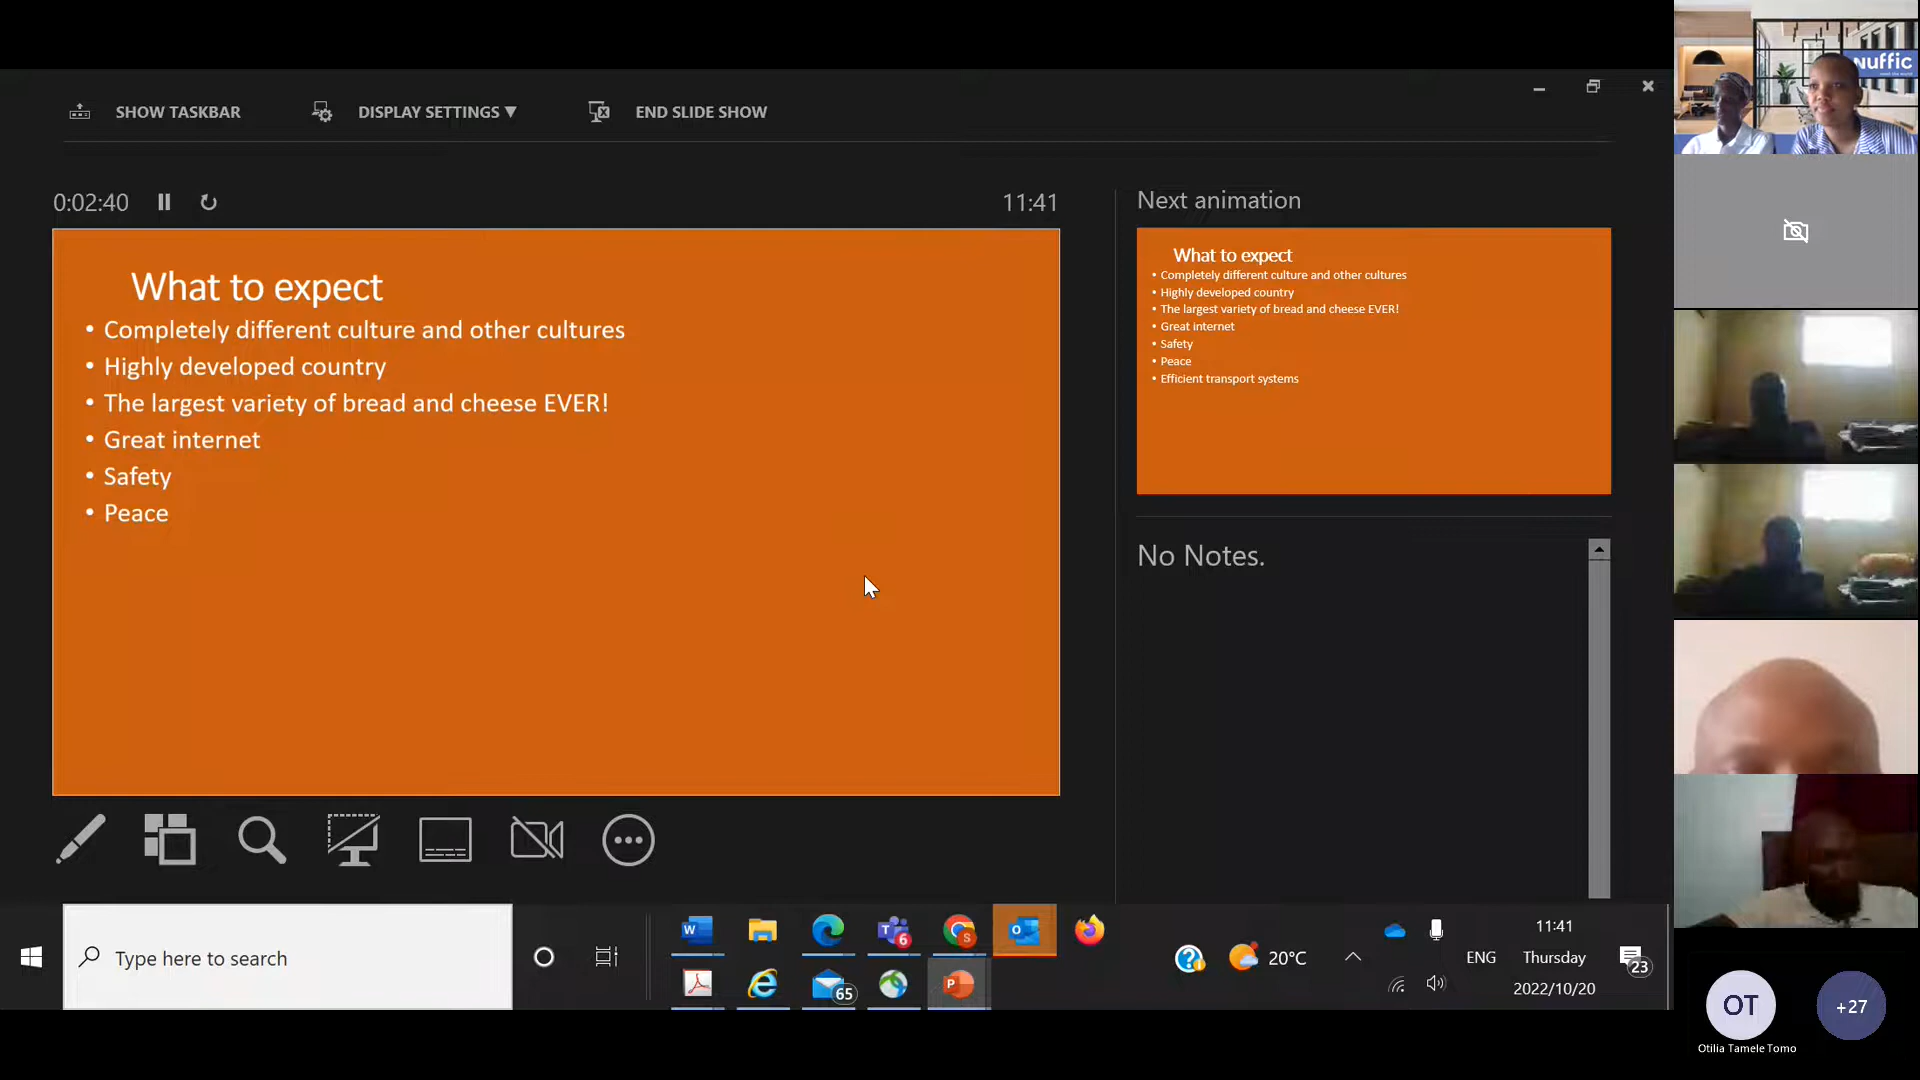 SHOW TASKBAR
DISPLAY SETTINGS ▼
END SLIDE SHOW
0:02:40
11:41
What to expect
• Completely different culture and other cultures
• Highly developed country
• The largest variety of bread and cheese EVER!
• Great internet
• Safety
• Peace
Next animation
What to expect
• Completely different culture and other cultures
• Highly developed country
• The largest variety of bread and cheese EVER!
• Great internet
• Safety
• Peace
• Efficient transport systems
No Notes.
Type here to search
6
S
65
20°C
ENG
11:41
Thursday
2022/10/20
23
nuffic
OT
+27
Otilia Tamele Tomo